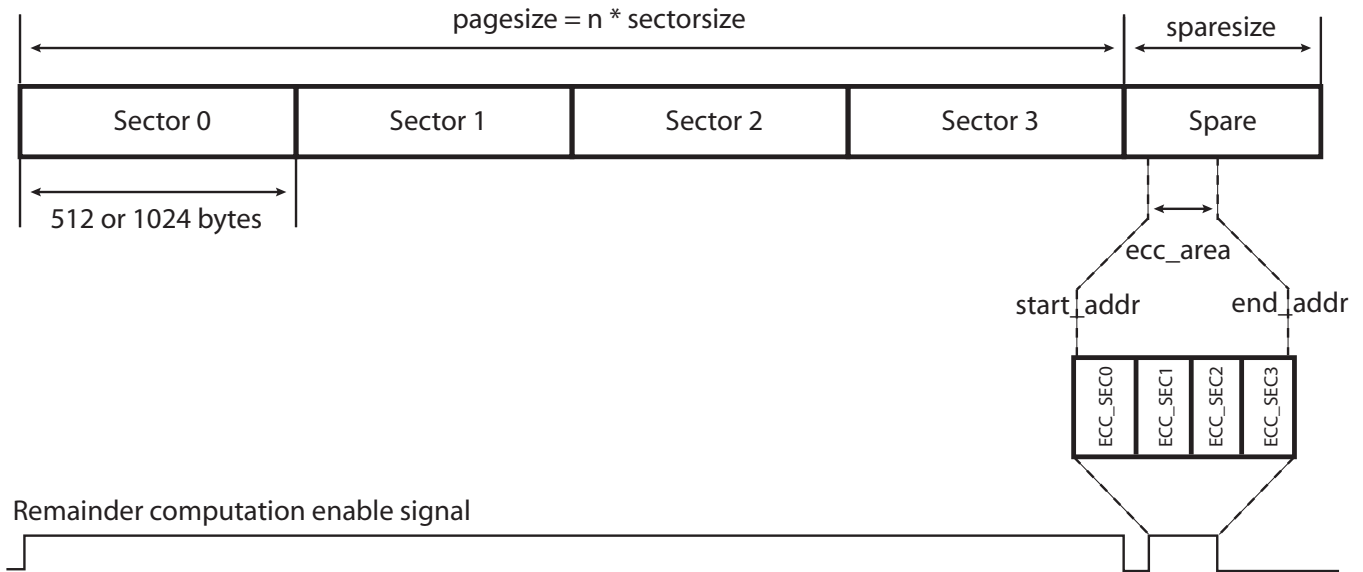 pagesize = n * sectorsize
sparesize
Sector 0
Sector 1
Sector 2
Sector 3
Spare
512 or 1024 bytes
ecc_area
start_addr
end_addr
ECC_SEC0
ECC_SEC1
ECC_SEC2
ECC_SEC3
Remainder computation enable signal